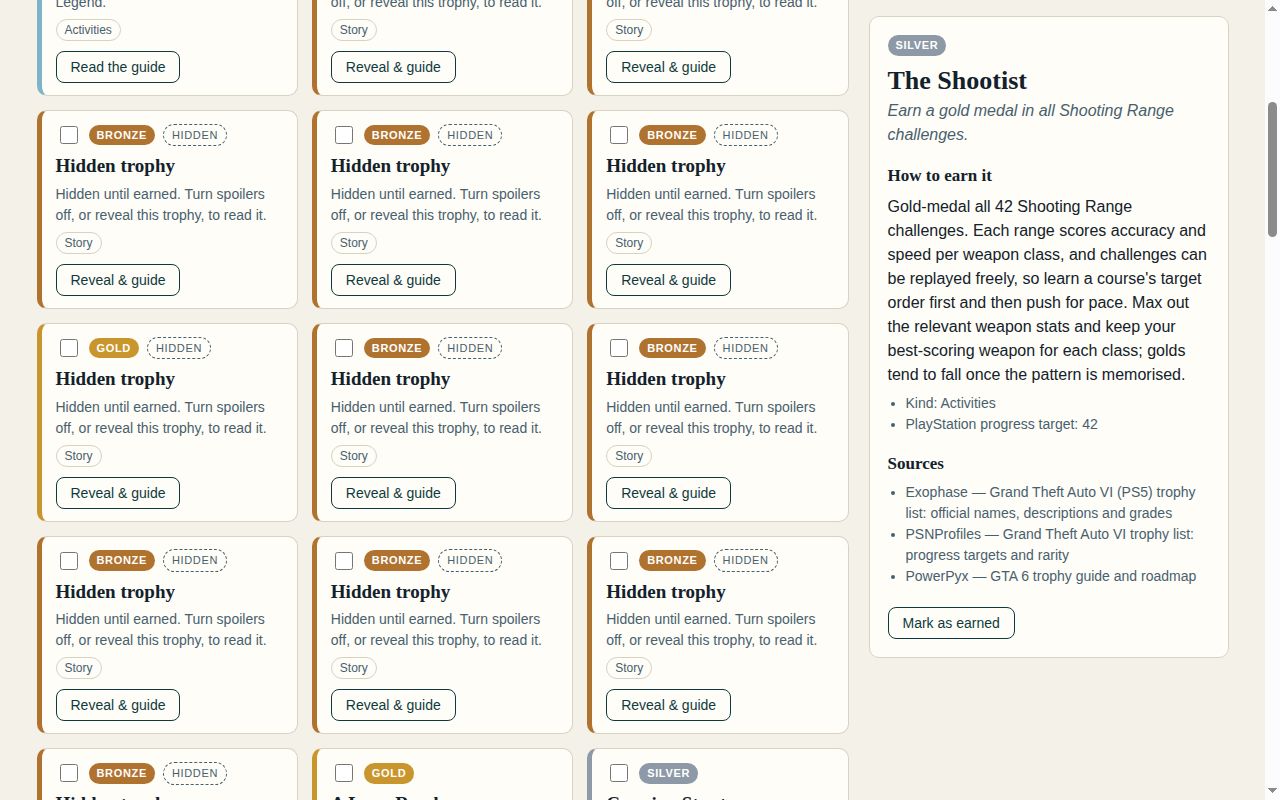 Legend.
off, or reveal this trophy, to read it.
off, or reveal this trophy, to read it.
Activities
Story
Story
Read the guide
Reveal & guide
Reveal & guide
BRONZE HIDDEN
BRONZE HIDDEN
BRONZE HIDDEN
Hidden trophy
Hidden trophy
Hidden trophy
Hidden until earned. Turn spoilers
off, or reveal this trophy, to read it.
Hidden until earned. Turn spoilers
off, or reveal this trophy, to read it.
Hidden until earned. Turn spoilers
off, or reveal this trophy, to read it.
Story
Story
Story
Reveal & guide
Reveal & guide
Reveal & guide
GOLD HIDDEN
BRONZE HIDDEN
BRONZE HIDDEN
Hidden trophy
Hidden trophy
Hidden trophy
Hidden until earned. Turn spoilers
off, or reveal this trophy, to read it.
Hidden until earned. Turn spoilers
off, or reveal this trophy, to read it.
Hidden until earned. Turn spoilers
off, or reveal this trophy, to read it.
Story
Story
Story
Reveal & guide
Reveal & guide
Reveal & guide
BRONZE HIDDEN
BRONZE HIDDEN
BRONZE HIDDEN
Hidden trophy
Hidden trophy
Hidden trophy
Hidden until earned. Turn spoilers
off, or reveal this trophy, to read it.
Hidden until earned. Turn spoilers
off, or reveal this trophy, to read it.
Hidden until earned. Turn spoilers
off, or reveal this trophy, to read it.
Story
Story
Story
Reveal & guide
Reveal & guide
Reveal & guide
BRONZE HIDDEN
GOLD
SILVER
Hidden trophy
SILVER
The Shootist
Earn a gold medal in all Shooting Range
challenges.
How to earn it
Gold-medal all 42 Shooting Range
challenges. Each range scores accuracy and
speed per weapon class, and challenges can
be replayed freely, so learn a course's target
order first and then push for pace. Max out
the relevant weapon stats and keep your
best-scoring weapon for each class; golds
tend to fall once the pattern is memorised.
Kind: Activities
PlayStation progress target: 42
Sources
Exophase — Grand Theft Auto VI (PS5) trophy
list: official names, descriptions and grades
PSNProfiles — Grand Theft Auto VI trophy list:
progress targets and rarity
PowerPyx — GTA 6 trophy guide and roadmap
Mark as earned